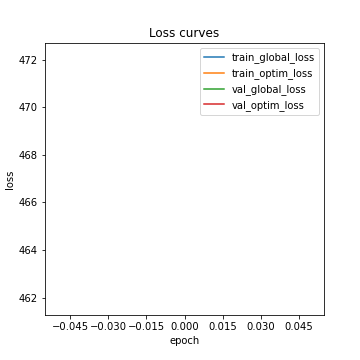 Loss curves
train_global_loss
train_optim_loss
val_global_loss
val_optim_loss
472
470
468
466
464
462
loss
−0.045 −0.030 −0.015 0.000 0.015 0.030 0.045
epoch